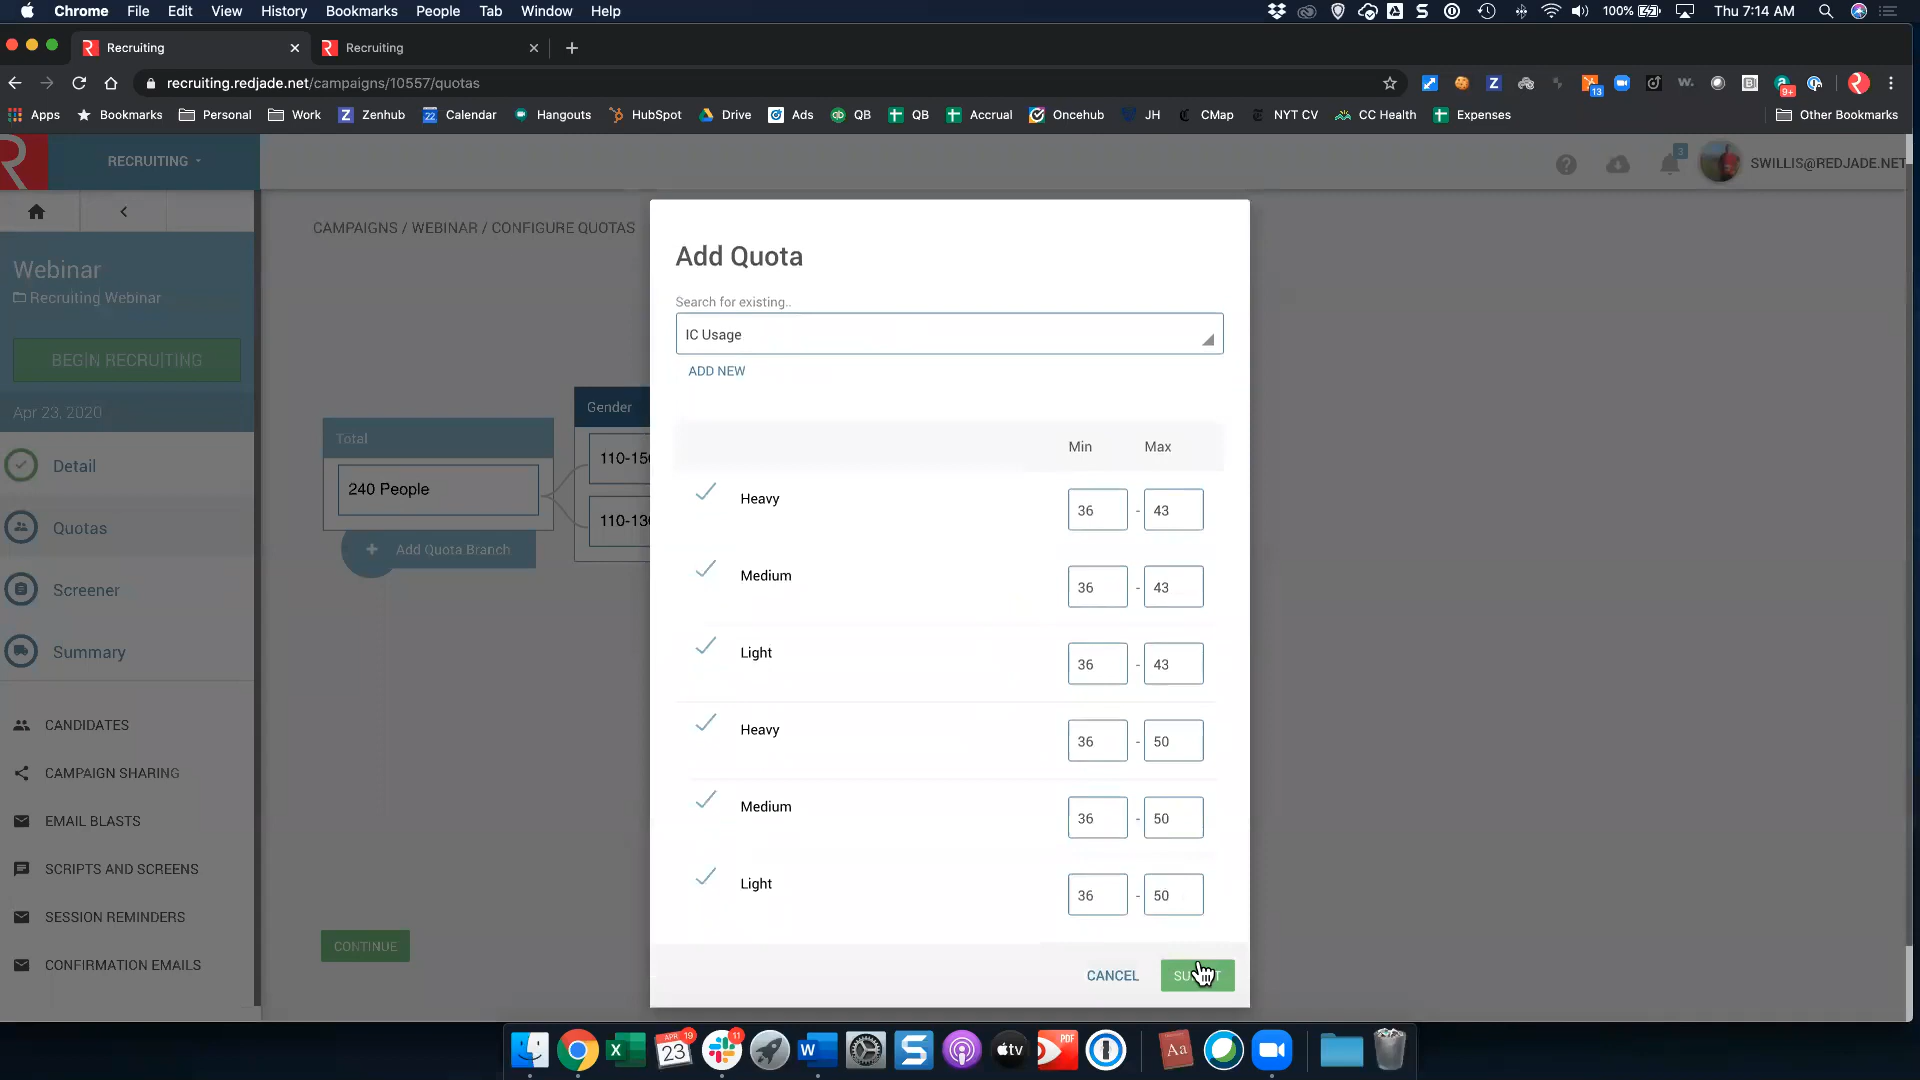 Chrome File Edit View History Bookmarks People Tab Window Help
100% Thu 7:14 AM
Recruiting
Recruiting
recruiting.redjade.net/campaigns/10557/quotas
Apps Bookmarks Personal Work Zenhub Calendar Hangouts HubSpot Drive Ads QB QB Accrual Oncehub JH CMap NYT CV CC Health Expenses Other Bookmarks
RECRUITING
3
SWILLIS@REDJADE.NET
CAMPAIGNS / WEBINAR / CONFIGURE QUOTAS
Webinar
Recruiting Webinar
BEGIN RECRUITING
Apr 23, 2020
Detail
Quotas
Screener
Summary
CANDIDATES
CAMPAIGN SHARING
EMAIL BLASTS
SCRIPTS AND SCREENS
SESSION REMINDERS
CONFIRMATION EMAILS
Total
240 People
Add Quota Branch
Gender
110-150
110-130
CONTINUE
Add Quota
Search for existing..
IC Usage
ADD NEW
Min Max
Heavy 36 - 43
Medium 36 - 43
Light 36 - 43
Heavy 36 - 50
Medium 36 - 50
Light 36 - 50
CANCEL